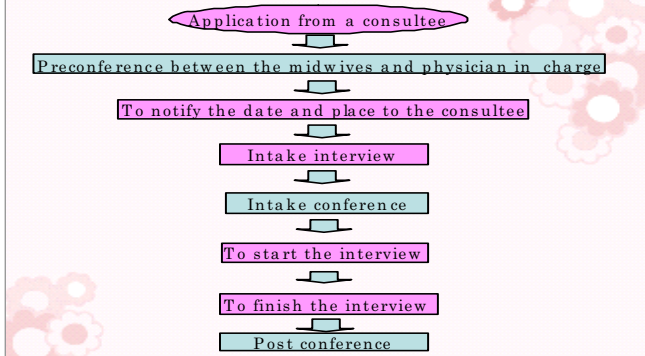 Application from a consultee
Preconference between the midwives and physician in charge
To notify the date and place to the consultee
Intake interview
Intake conference
To start the interview
To finish the interview
Post conference